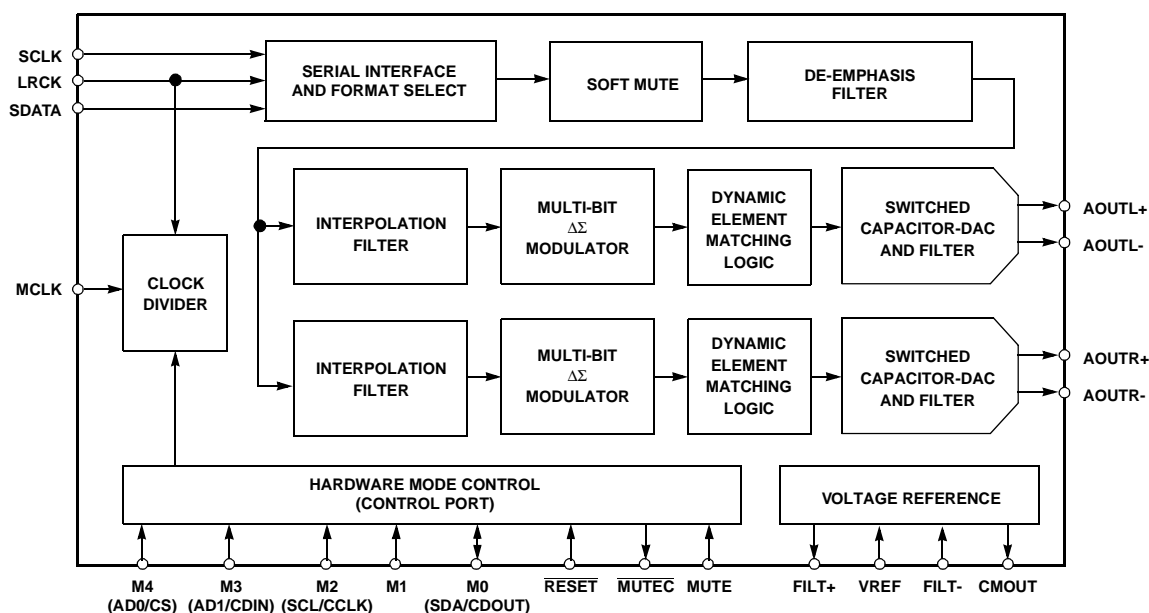 SCLK
LRCK
SDATA
SERIAL INTERFACE
AND FORMAT SELECT
SOFT MUTE
DE-EMPHASIS
FILTER
INTERPOLATION
FILTER
MULTI-BIT
ΔΣ
MODULATOR
DYNAMIC
ELEMENT
MATCHING
LOGIC
SWITCHED
CAPACITOR-DAC
AND FILTER
AOUTL+
AOUTL-
MCLK
CLOCK
DIVIDER
INTERPOLATION
FILTER
MULTI-BIT
ΔΣ
MODULATOR
DYNAMIC
ELEMENT
MATCHING
LOGIC
SWITCHED
CAPACITOR-DAC
AND FILTER
AOUTR+
AOUTR-
HARDWARE MODE CONTROL
(CONTROL PORT)
VOLTAGE REFERENCE
M4
(AD0/CS)
M3
(AD1/CDIN)
M2
(SCL/CCLK)
M1
M0
(SDA/CDOUT)
RESET
MUTEC
MUTE
FILT+
VREF
FILT-
CMOUT